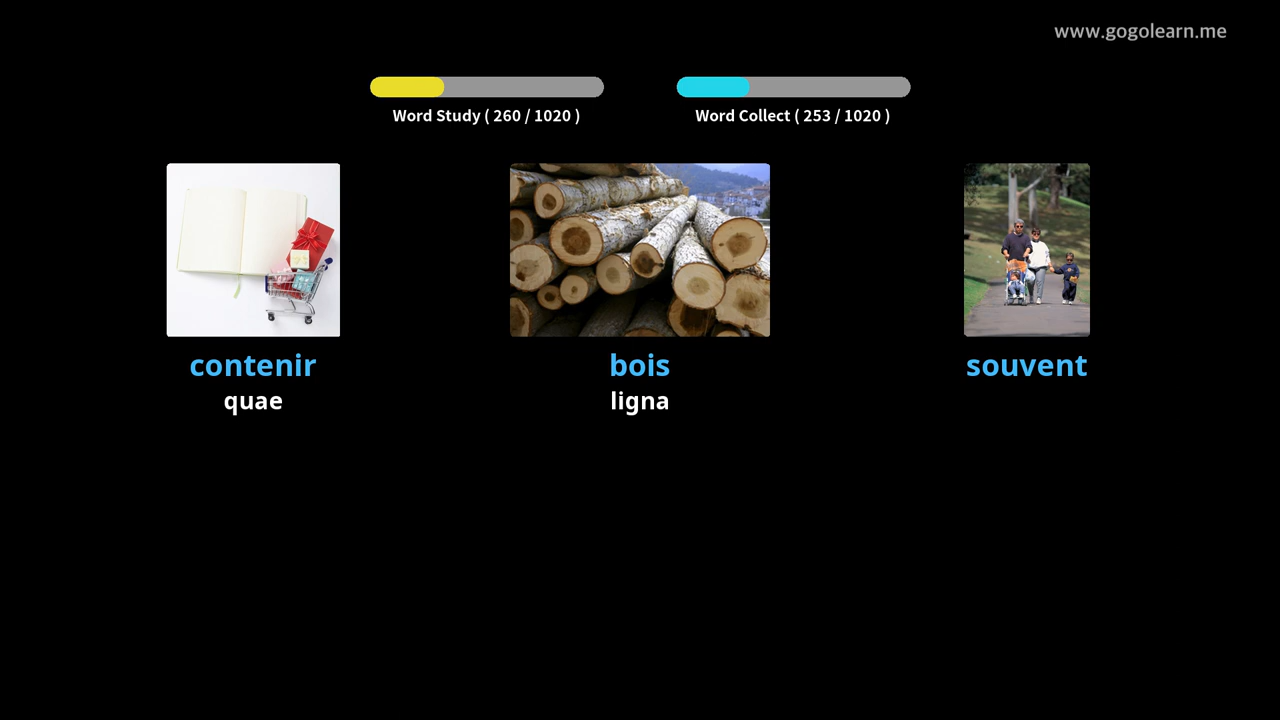 www.gogolearn.me
Word Study ( 260 / 1020 )
Word Collect ( 253 / 1020 )
contenir
quae
bois
ligna
souvent